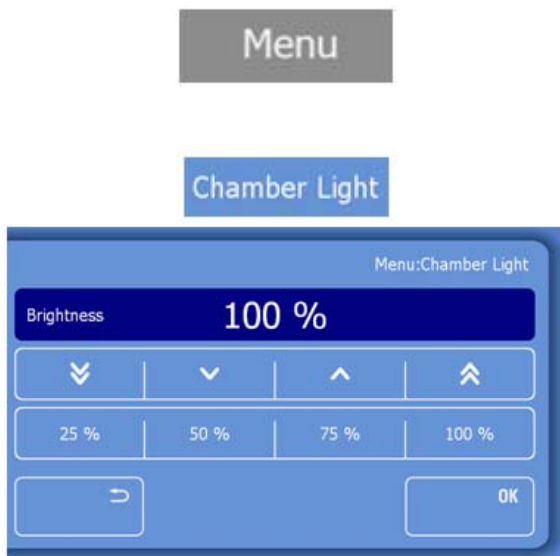 Menu
Chamber Light
Menu:Chamber Light
Brightness 100 %
25 % 50 % 75 % 100 %
OK